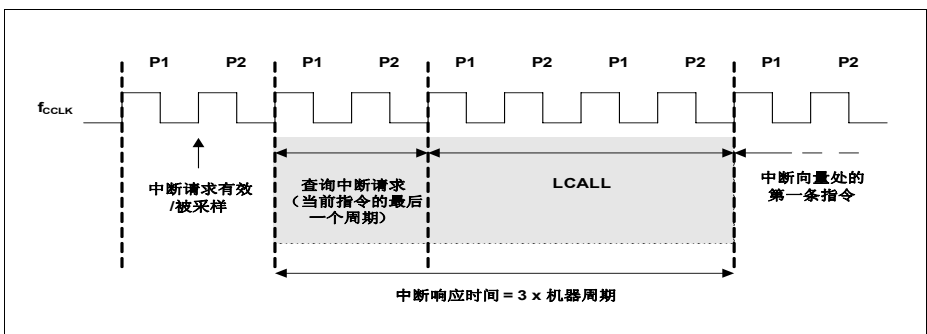 P1 P2 P1 P2 P1 P2 P1 P2 P1 P2
fCCLK
中断请求有效
/被采样
查询中断请求
（当前指令的最后
一个周期）
LCALL
中断向量处的
第一条指令
中断响应时间 = 3 x 机器周期